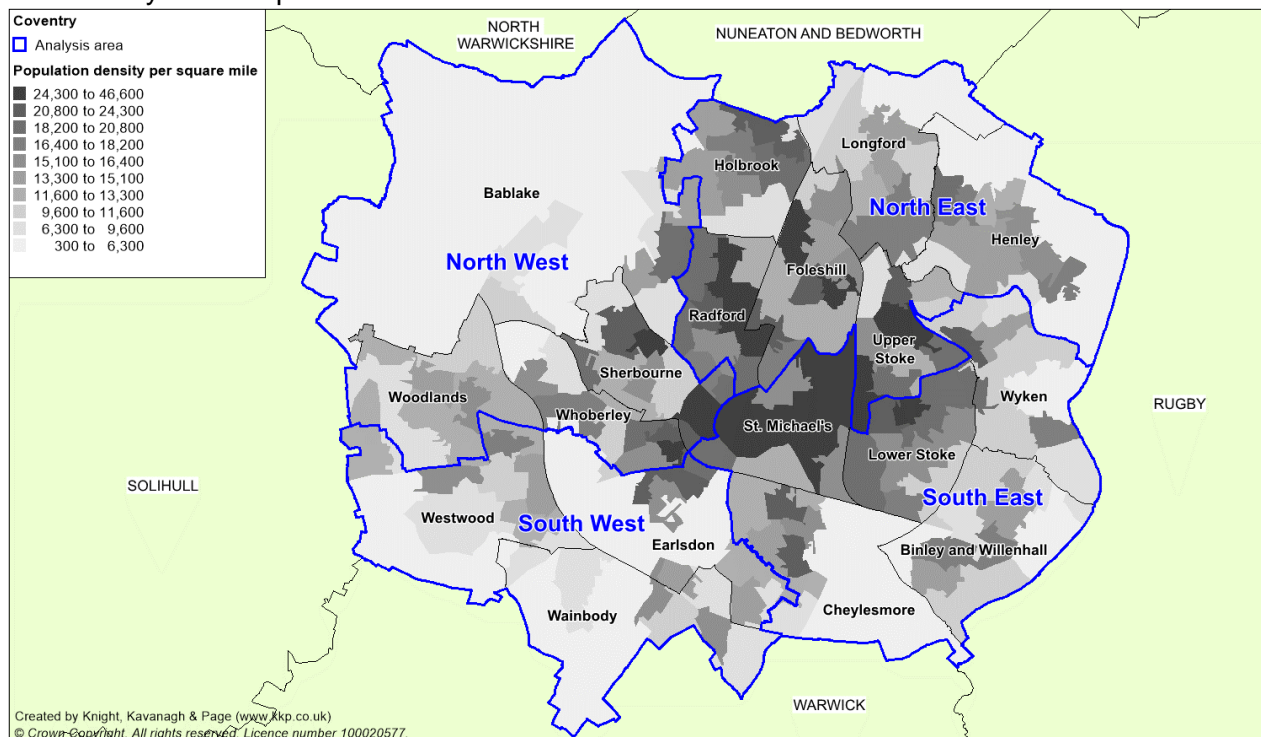 Coventry
Analysis area
Population density per square mile
24,300 to 46,600
20,800 to 24,300
18,200 to 20,800
16,400 to 18,200
15,100 to 16,400
13,300 to 15,100
11,600 to 13,300
9,600 to 11,600
6,300 to 9,600
300 to 6,300
NORTH
WARWICKSHIRE
NUNEATON AND BEDWORTH
Longford
Holbrook
Bablake
North East
Henley
North West
Foleshill
Radford
Upper
Stoke
Sherbourne
Woodlands
Wyken
RUGBY
Whoberley
St. Michael's
Lower Stoke
SOLIHULL
South East
Westwood
South West
Earlsdon
Binley and Willenhall
Wainbody
Cheylesmore
WARWICK
Created by Knight, Kavanagh & Page (www.kkp.co.uk)
© Crown Copyright. All rights reserved. Licence number 100020577.